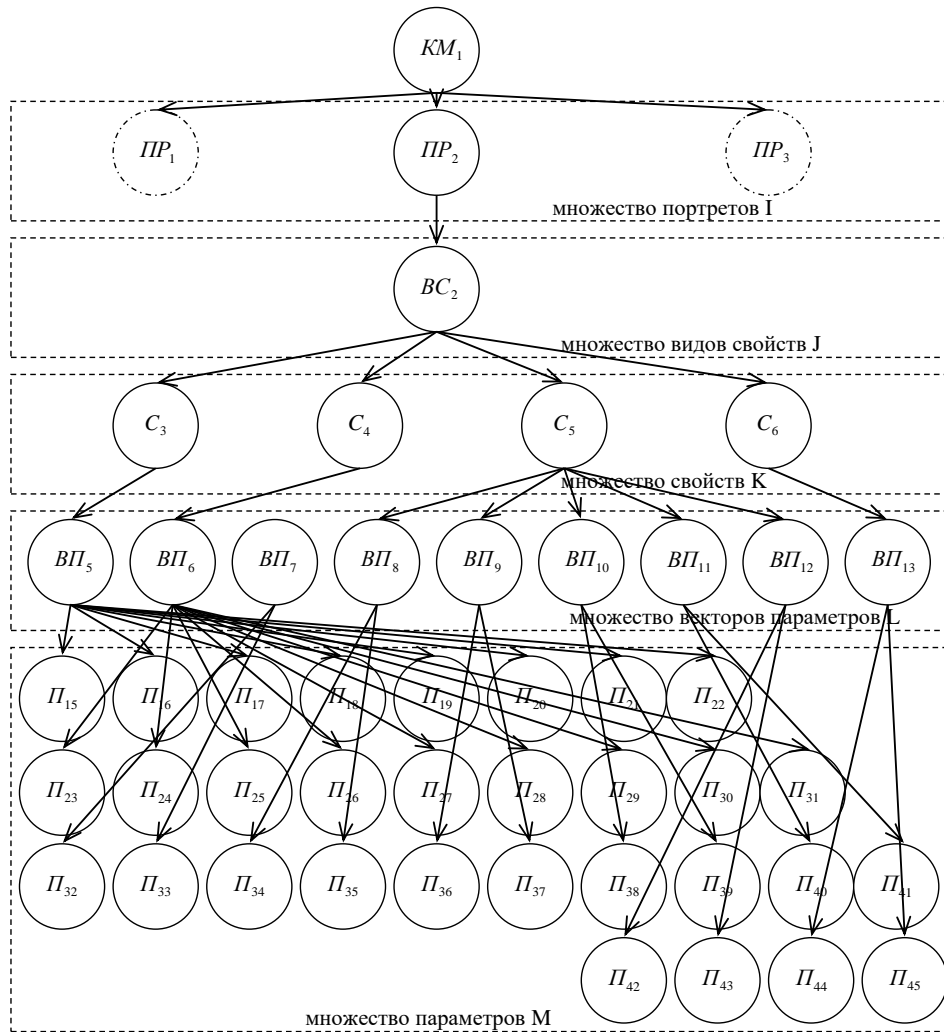 КМ₁
ПР₁ ПР₂ ПР₃
множество портретов I
ВС₂
множество видов свойств J
С₃ С₄ С₅ С₆
множество свойств K
ВП₅ ВП₆ ВП₇ ВП₈ ВП₉ ВП₁₀ ВП₁₁ ВП₁₂ ВП₁₃
множество векторов параметров L
П₁₅ П₁₆ П₁₇ П₁₈ П₁₉ П₂₀ П₂₁ П₂₂
П₂₃ П₂₄ П₂₅ П₂₆ П₂₇ П₂₈ П₂₉ П₃₀ П₃₁
П₃₂ П₃₃ П₃₄ П₃₅ П₃₆ П₃₇ П₃₈ П₃₉ П₄₀ П₄₁
П₄₂ П₄₃ П₄₄ П₄₅
множество параметров M